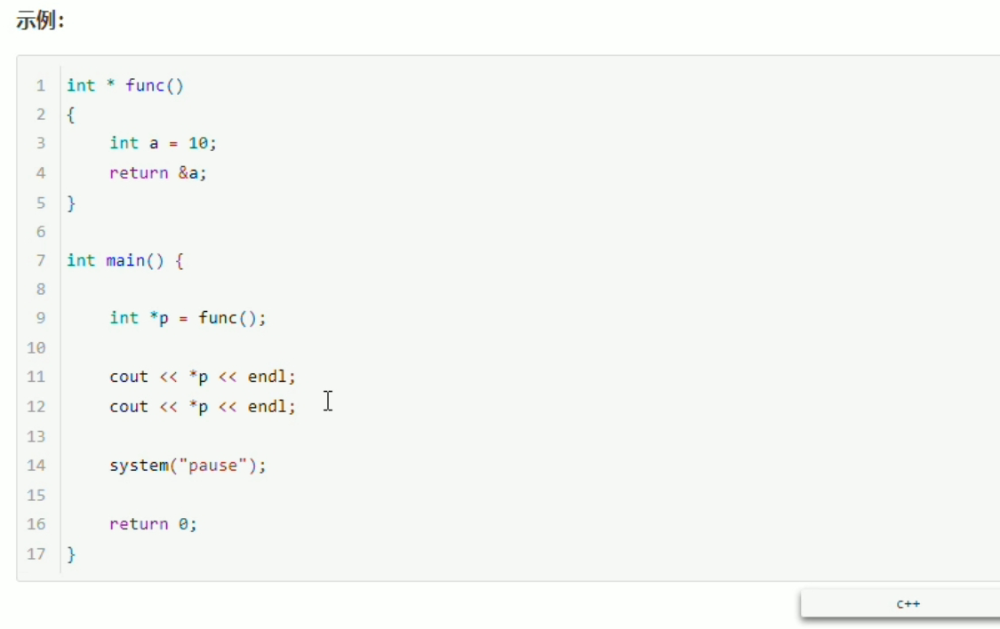 示例：
1 int * func()
2 {
3 int a = 10;
4 return &a;
5 }
6
7 int main() {
8
9 int *p = func();
10
11 cout << *p << endl;
12 cout << *p << endl;
13
14 system("pause");
15
16 return 0;
17 }
c++